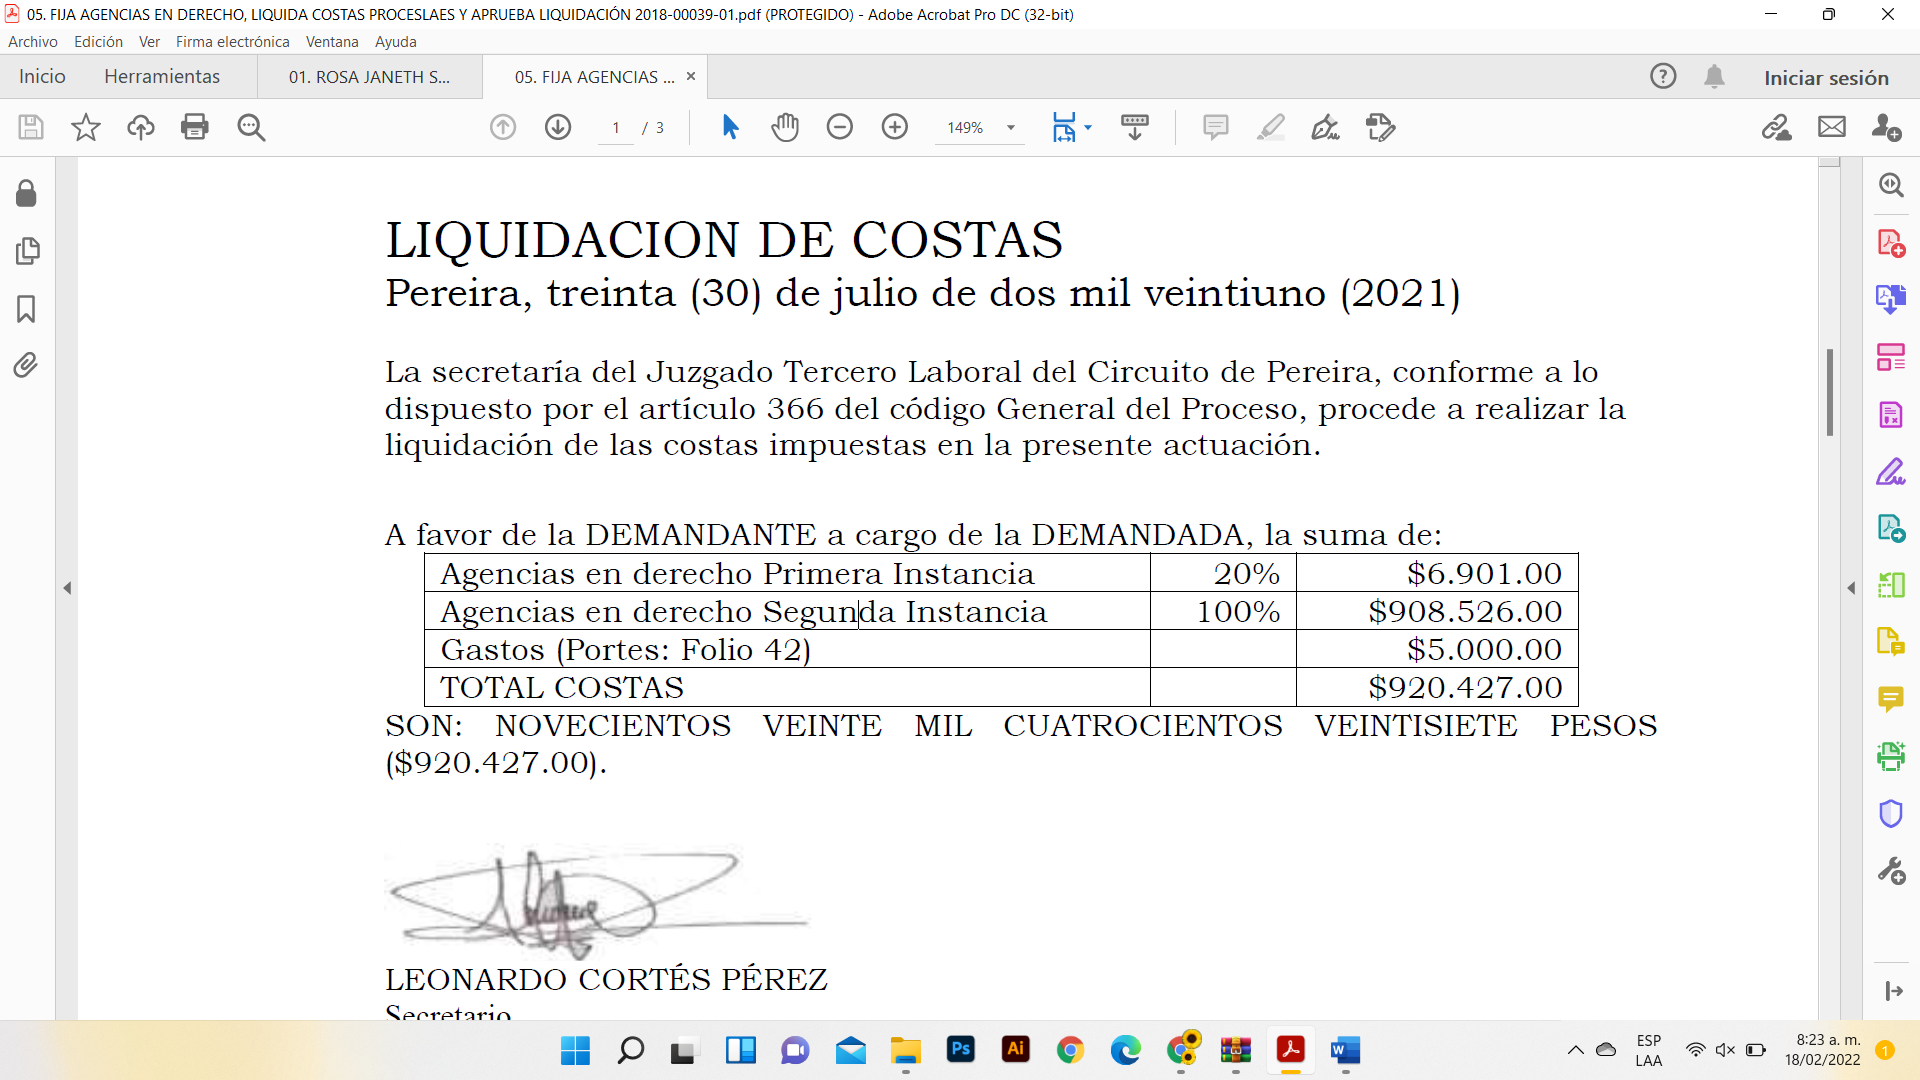 05. FIJA AGENCIAS EN DERECHO, LIQUIDA COSTAS PROCESLAES Y APRUEBA LIQUIDACIÓN 2018-00039-01.pdf (PROTEGIDO) - Adobe Acrobat Pro DC (32-bit)
Archivo Edición Ver Firma electrónica Ventana Ayuda
Inicio Herramientas 01. ROSA JANETH S... 05. FIJA AGENCIAS ... Iniciar sesión
1 / 3 149%
LIQUIDACION DE COSTAS
Pereira, treinta (30) de julio de dos mil veintiuno (2021)
La secretaría del Juzgado Tercero Laboral del Circuito de Pereira, conforme a lo
dispuesto por el artículo 366 del código General del Proceso, procede a realizar la
liquidación de las costas impuestas en la presente actuación.
A favor de la DEMANDANTE a cargo de la DEMANDADA, la suma de:
Agencias en derecho Primera Instancia 20% $6.901.00
Agencias en derecho Segunda Instancia 100% $908.526.00
Gastos (Portes: Folio 42) $5.000.00
TOTAL COSTAS $920.427.00
SON: NOVECIENTOS VEINTE MIL CUATROCIENTOS VEINTISIETE PESOS
($920.427.00).
LEONARDO CORTÉS PÉREZ
Secretario
Ps Ai W
ESP
LAA
8:23 a. m.
18/02/2022
1